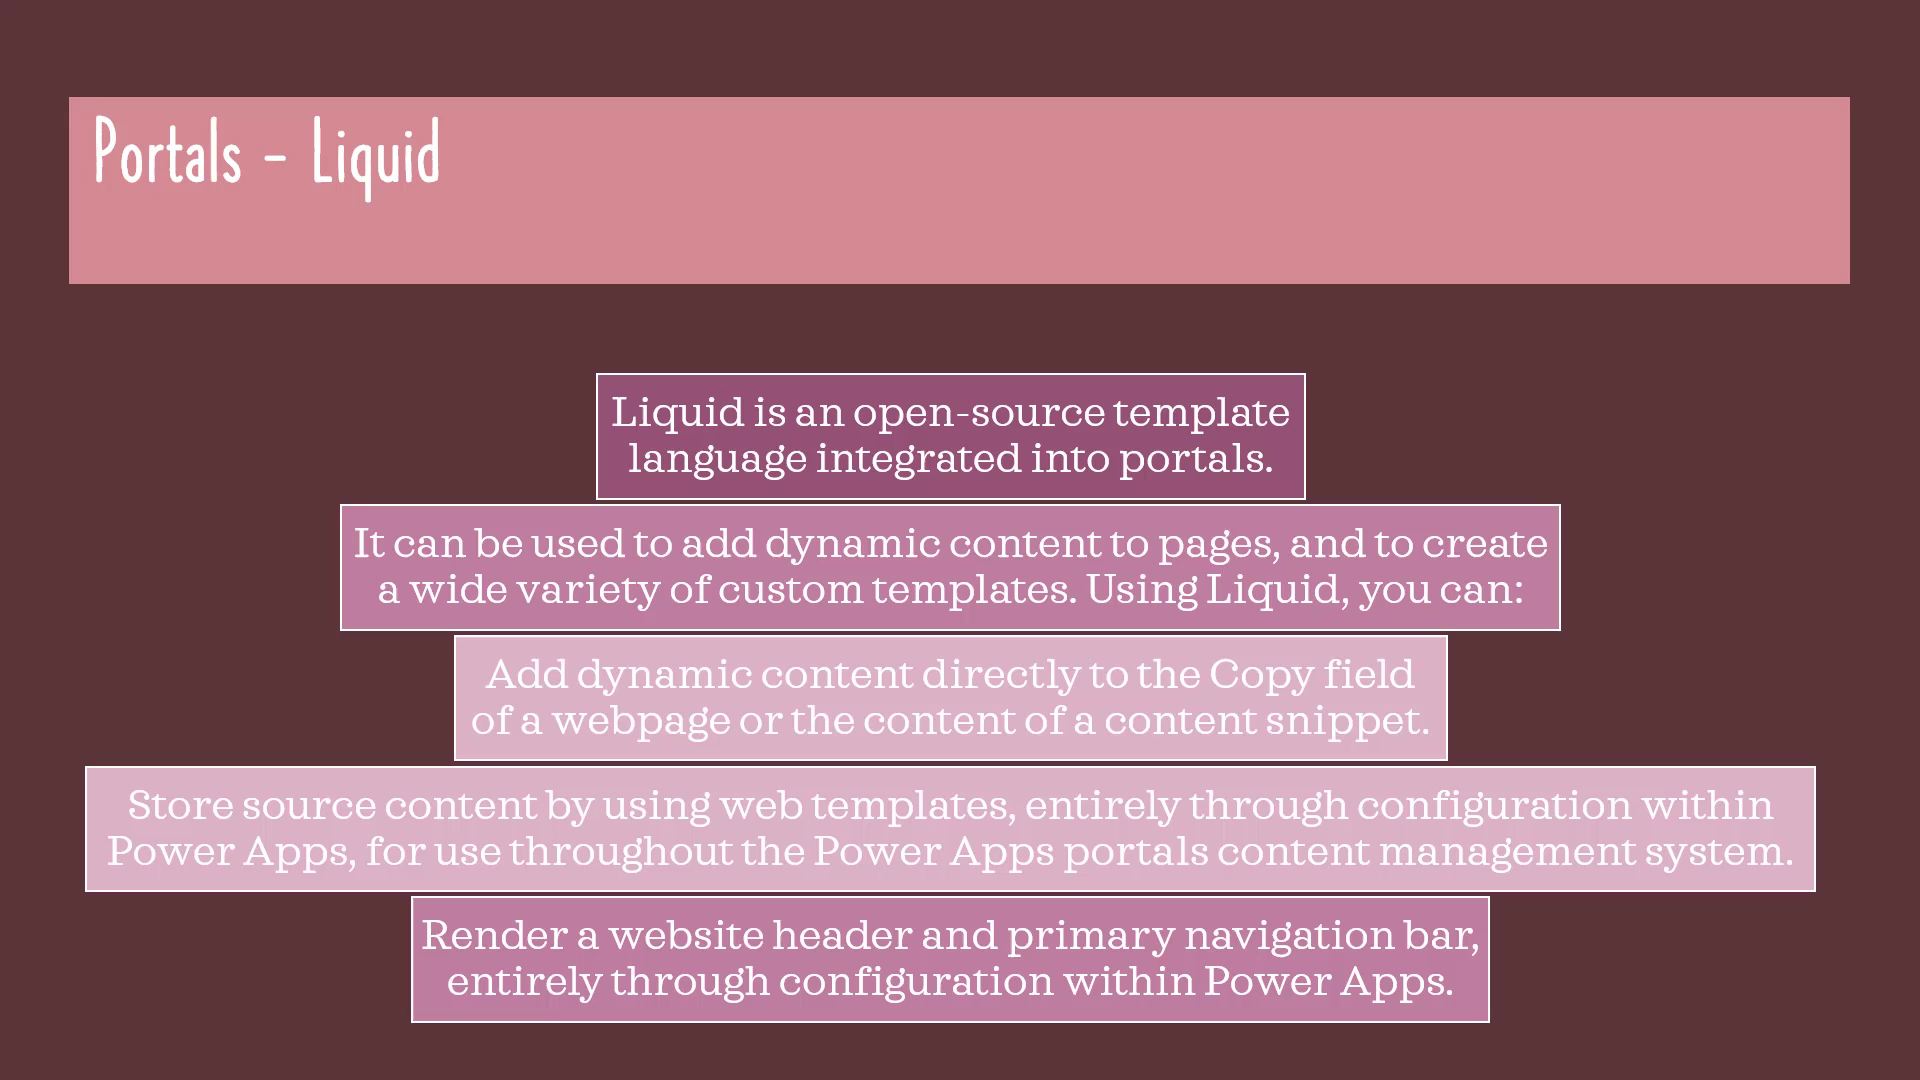 Portals - Liquid
Liquid is an open-source template
language integrated into portals.
It can be used to add dynamic content to pages, and to create
a wide variety of custom templates. Using Liquid, you can:
Add dynamic content directly to the Copy field
of a webpage or the content of a content snippet.
Store source content by using web templates, entirely through configuration within
Power Apps, for use throughout the Power Apps portals content management system.
Render a website header and primary navigation bar,
entirely through configuration within Power Apps.